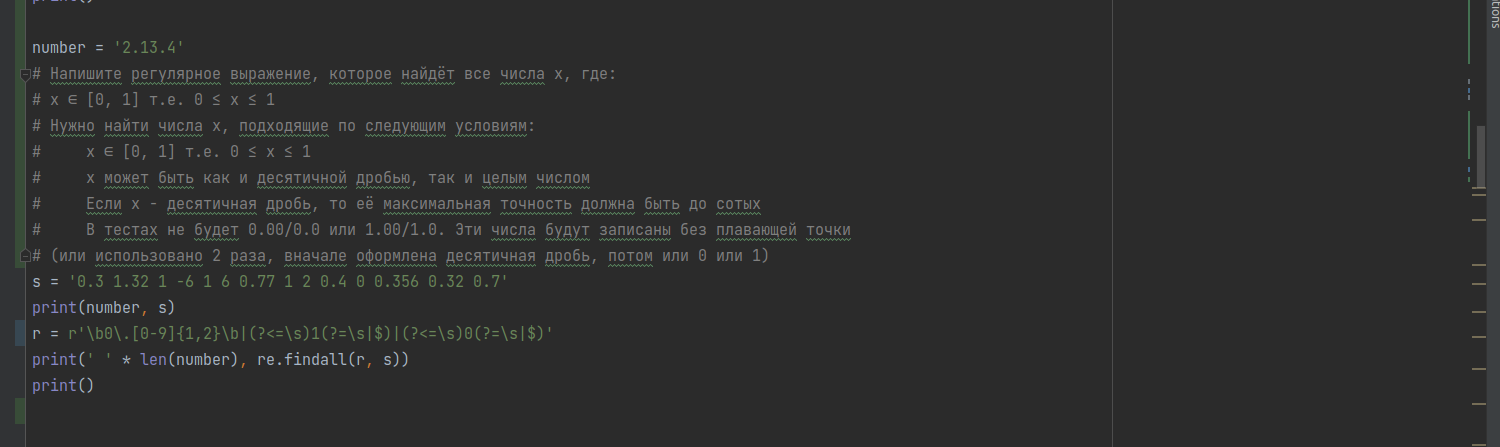 print()
number = '2.13.4'
# Напишите регулярное выражение, которое найдёт все числа x, где:
# x ∈ [0, 1] т.е. 0 ≤ x ≤ 1
# Нужно найти числа x, подходящие по следующим условиям:
#     x ∈ [0, 1] т.е. 0 ≤ x ≤ 1
#     x может быть как и десятичной дробью, так и целым числом
#     Если x - десятичная дробь, то её максимальная точность должна быть до сотых
#     В тестах не будет 0.00/0.0 или 1.00/1.0. Эти числа будут записаны без плавающей точки
# (или использовано 2 раза, вначале оформлена десятичная дробь, потом или 0 или 1)
s = '0.3 1.32 1 -6 1 6 0.77 1 2 0.4 0 0.356 0.32 0.7'
print(number, s)
r = r'\b0\.[0-9]{1,2}\b|(?<=\s)1(?=\s|$)|(?<=\s)0(?=\s|$)'
print(' ' * len(number), re.findall(r, s))
print()